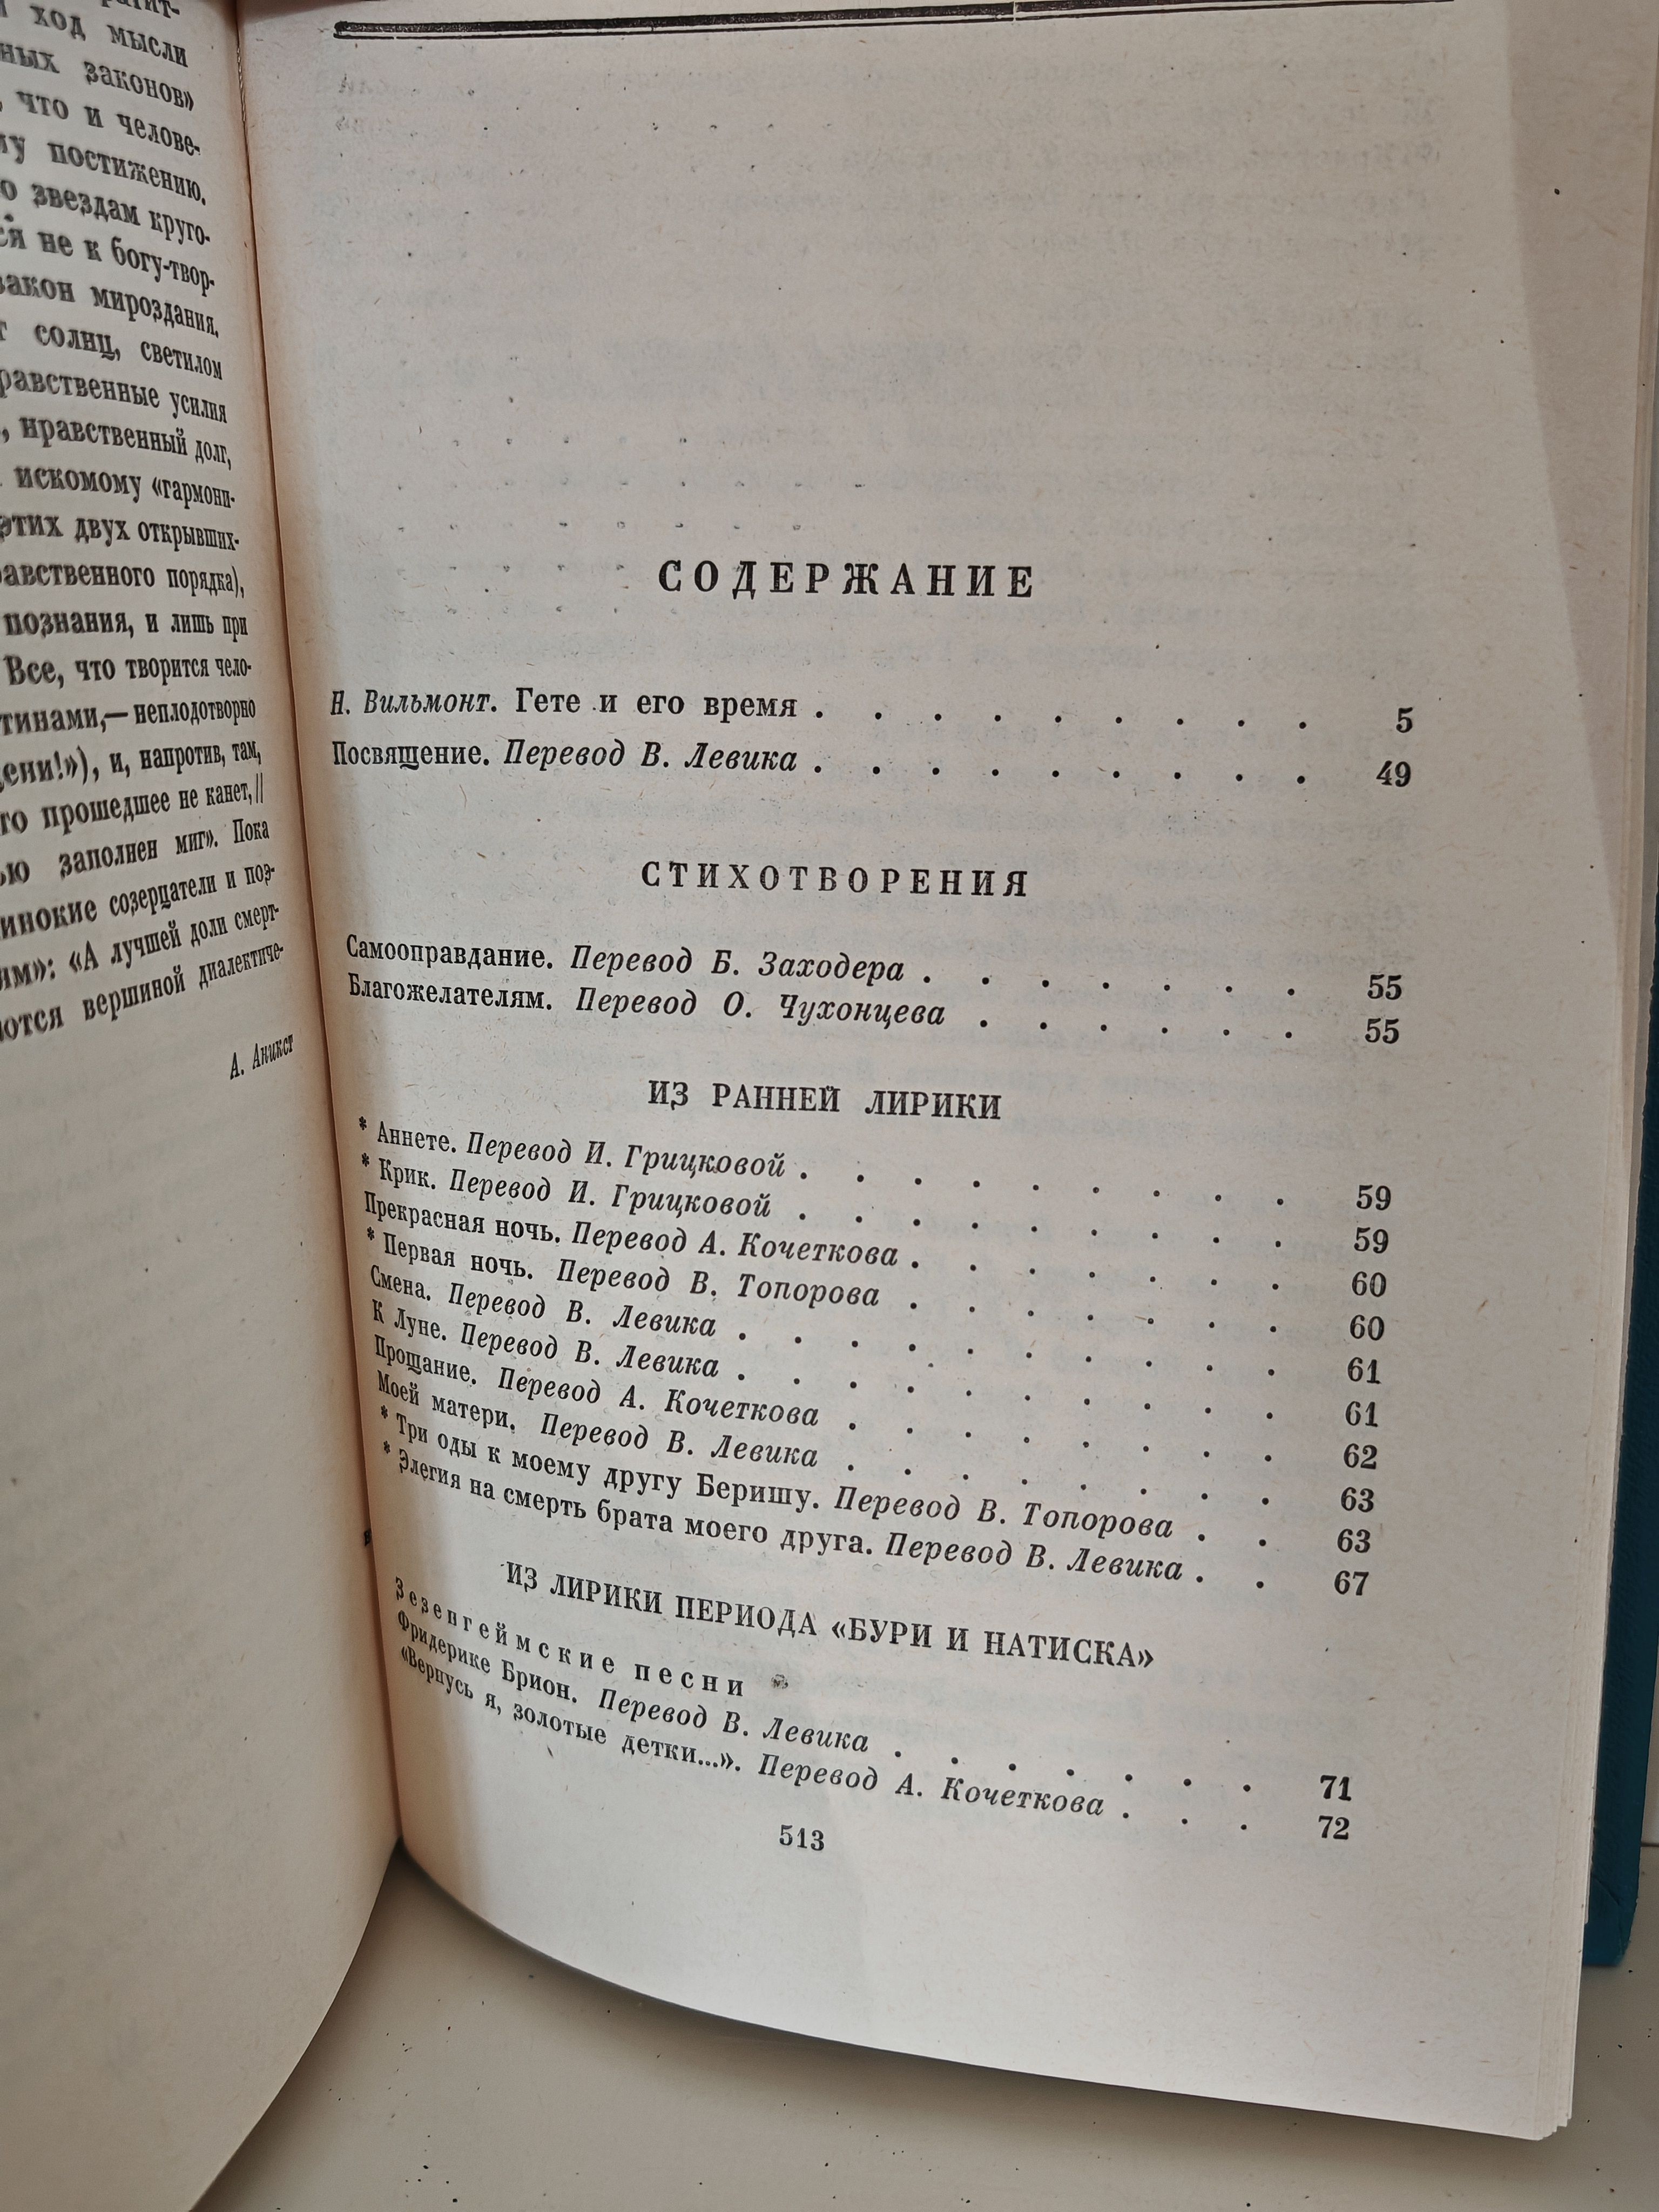 ход мысли
законов»
что и челове-
постижению.
звездам круго-
не к богу-твор-
закон мироздания.
солнц, светилом
усилия
нравственный долг,
искомому «гармони-
этих двух открывших-
порядка),
познания, и лишь при
Все, что творится чело-
неплодотворно
и, напротив, там,
прошедшее не канет, //
заполнен миг». Пока
созерцатели и поэ-
«А лучшей доли смерт-
вершиной диалектиче-
А. Аникст
СОДЕРЖАНИЕ
Н. Вильмонт. Гете и его время . . . . . . . . . 5
Посвящение. Перевод В. Левика . . . . . . . . . 49
СТИХОТВОРЕНИЯ
Самооправдание. Перевод Б. Заходера . . . . . . . 55
Благожелателям. Перевод О. Чухонцева . . . . . . 55
ИЗ РАННЕЙ ЛИРИКИ
* Аннете. Перевод И. Грицковой . . . . . . . . . 59
* Крик. Перевод И. Грицковой . . . . . . . . . 59
Прекрасная ночь. Перевод А. Кочеткова . . . . . . . 60
* Первая ночь. Перевод В. Топорова . . . . . . . 60
Смена. Перевод В. Левика . . . . . . . . . . 61
К Луне. Перевод В. Левика . . . . . . . . . . 61
Прощание. Перевод А. Кочеткова . . . . . . . . 62
Моей матери. Перевод В. Левика . . . . . . . . 63
* Три оды к моему другу Беришу. Перевод В. Топорова . . 63
* Элегия на смерть брата моего друга. Перевод В. Левика . . 67
ИЗ ЛИРИКИ ПЕРИОДА «БУРИ И НАТИСКА»
Зезенгеймские песни
Фридерике Брион. Перевод В. Левика . . . . . . . 71
«Вернусь я, золотые детки...». Перевод А. Кочеткова . . . 72
513